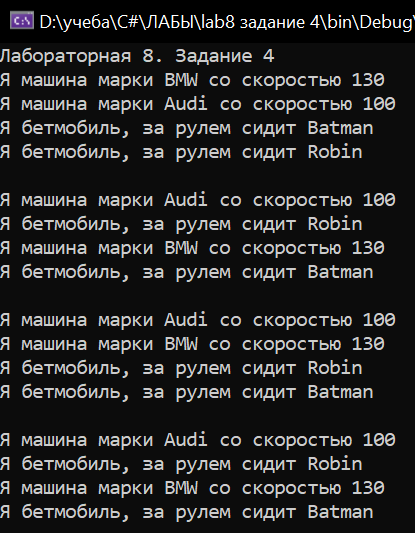 D:\учеба\C#\ЛАБЫ\lab8 задание 4\bin\Debug\
Лабораторная 8. Задание 4
Я машина марки BMW со скоростью 130
Я машина марки Audi со скоростью 100
Я бетмобиль, за рулем сидит Batman
Я бетмобиль, за рулем сидит Robin
Я машина марки Audi со скоростью 100
Я бетмобиль, за рулем сидит Robin
Я машина марки BMW со скоростью 130
Я бетмобиль, за рулем сидит Batman
Я машина марки Audi со скоростью 100
Я машина марки BMW со скоростью 130
Я бетмобиль, за рулем сидит Robin
Я бетмобиль, за рулем сидит Batman
Я машина марки Audi со скоростью 100
Я бетмобиль, за рулем сидит Robin
Я машина марки BMW со скоростью 130
Я бетмобиль, за рулем сидит Batman